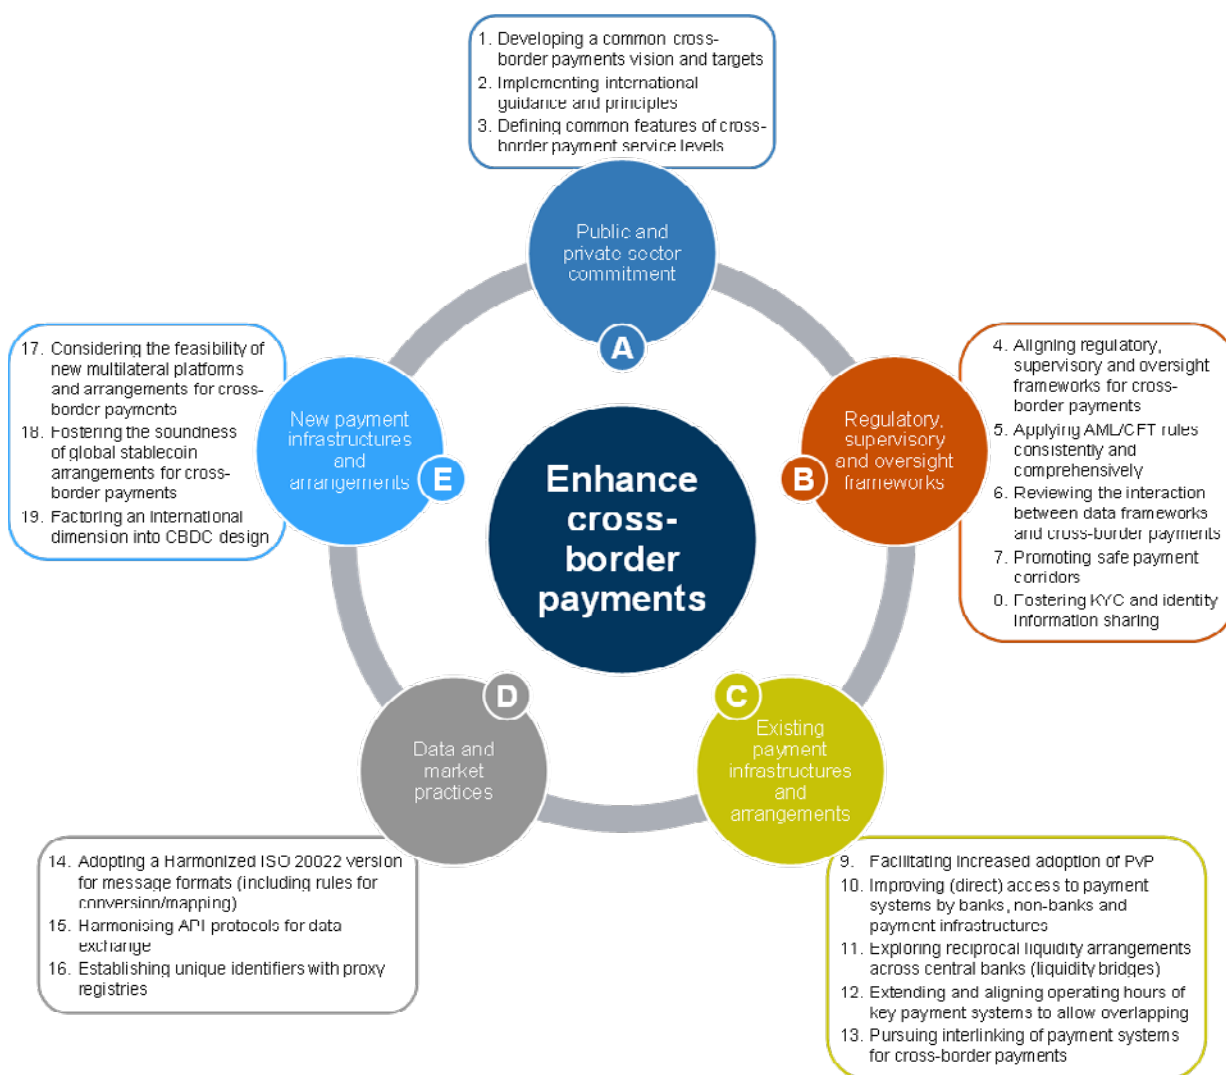 1. Developing a common cross-
border payments vision and targets
2. Implementing international
guidance and principles
3. Defining common features of cross-
border payment service levels
Public and
private sector
commitment
A
17. Considering the feasibility of
new multilateral platforms
and arrangements for cross-
border payments
18. Fostering the soundness
of global stablecoin
arrangements for cross-
border payments
19. Factoring an international
dimension into CBDC design
New payment
infrastructures
and
arrangements
E
Enhance
cross-
border
payments
Regulatory,
supervisory
and oversight
frameworks
B
4. Aligning regulatory,
supervisory and oversight
frameworks for cross-
border payments
5. Applying AML/CFT rules
consistently and
comprehensively
6. Reviewing the interaction
between data frameworks
and cross-border payments
7. Promoting safe payment
corridors
0. Fostering KYC and identity
information sharing
D
Data and
market
practices
C
Existing
payment
infrastructures
and
arrangements
14. Adopting a Harmonized ISO 20022 version
for message formats (including rules for
conversion/mapping)
15. Harmonising API protocols for data
exchange
16. Establishing unique identifiers with proxy
registries
9. Facilitating increased adoption of PvP
10. Improving (direct) access to payment
systems by banks, non-banks and
payment infrastructures
11. Exploring reciprocal liquidity arrangements
across central banks (liquidity bridges)
12. Extending and aligning operating hours of
key payment systems to allow overlapping
13. Pursuing interlinking of payment systems
for cross-border payments